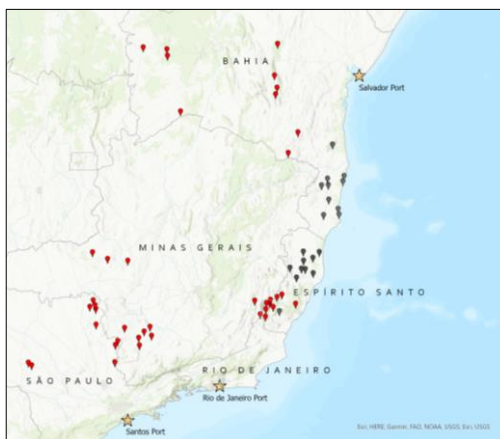 BAHIA
Salvador Port
MINAS GERAIS
ESPÍRITO SANTO
RIO DE JANEIRO
SÃO PAULO
Rio de Janeiro Port
Santos Port
Esri, HERE, Garmin, FAO, NOAA, USGS, Esri, USGS